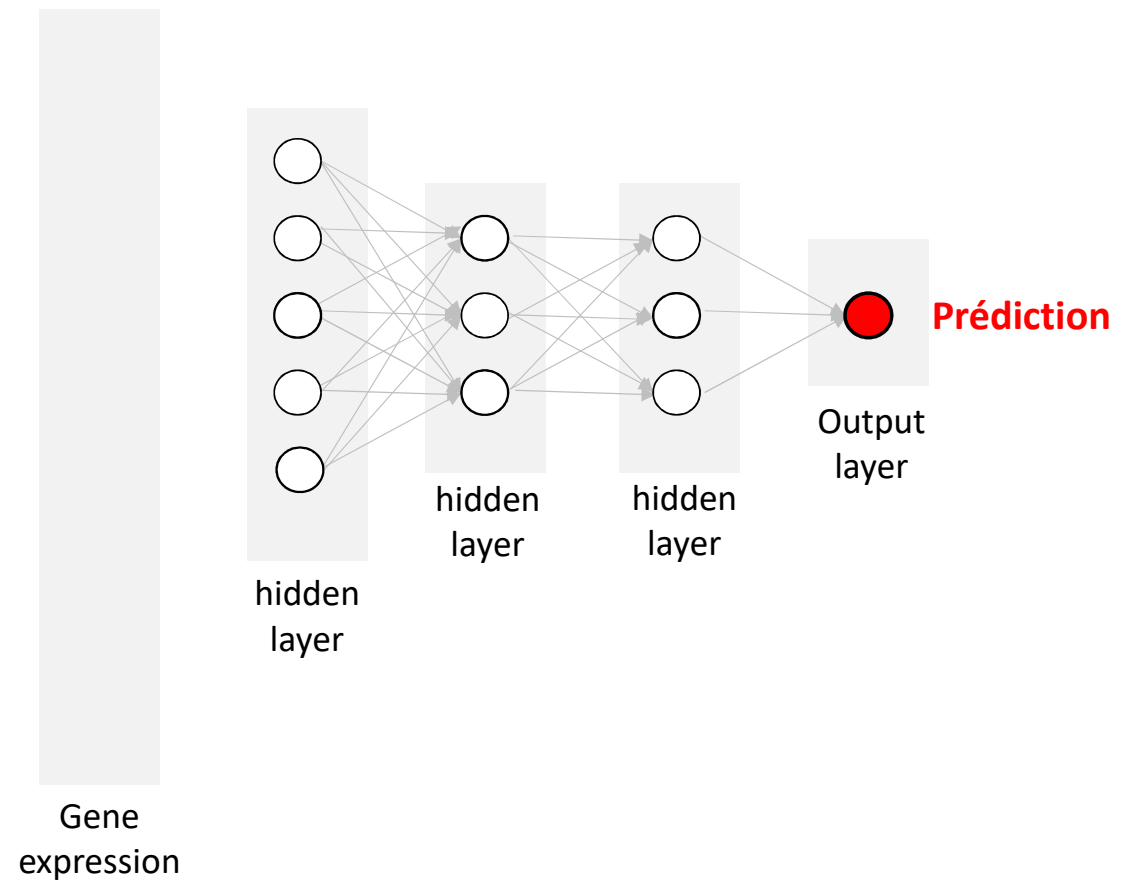 Gene
expression
hidden
layer
hidden
layer
hidden
layer
Output
layer
Prédiction